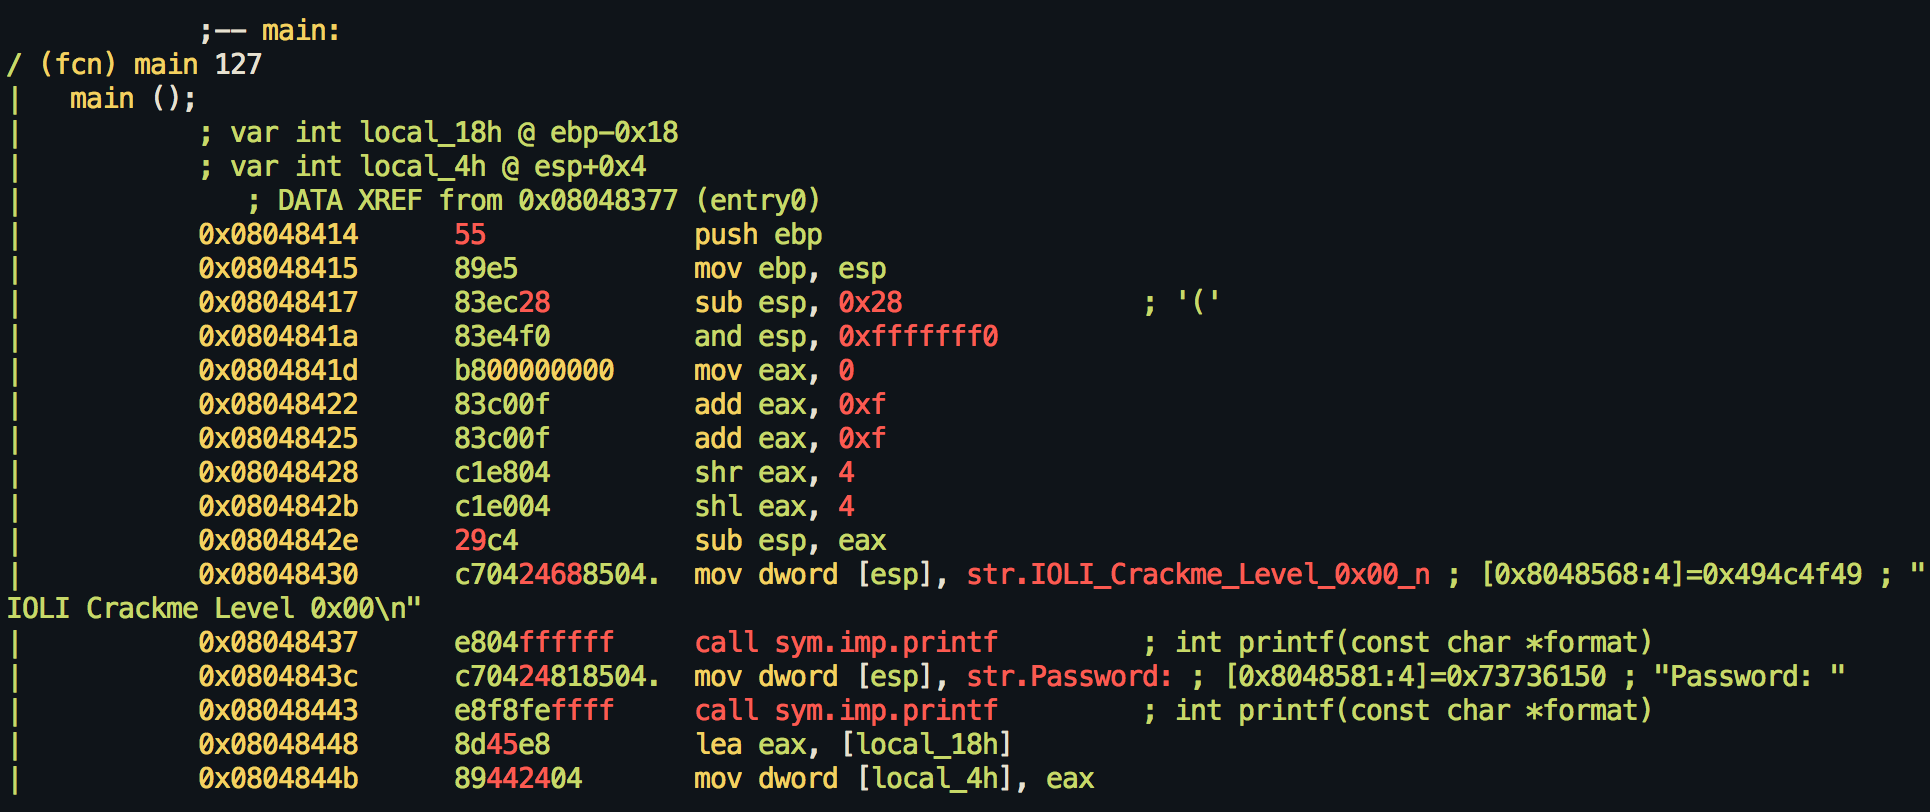 ;-- main:
/ (fcn) main 127
|   main ();
|           ; var int local_18h @ ebp-0x18
|           ; var int local_4h @ esp+0x4
|              ; DATA XREF from 0x08048377 (entry0)
|           0x08048414      55             push ebp
|           0x08048415      89e5           mov ebp, esp
|           0x08048417      83ec28         sub esp, 0x28               ; '('
|           0x0804841a      83e4f0         and esp, 0xfffffff0
|           0x0804841d      b800000000     mov eax, 0
|           0x08048422      83c00f         add eax, 0xf
|           0x08048425      83c00f         add eax, 0xf
|           0x08048428      c1e804         shr eax, 4
|           0x0804842b      c1e004         shl eax, 4
|           0x0804842e      29c4           sub esp, eax
|           0x08048430      c70424688504.  mov dword [esp], str.IOLI_Crackme_Level_0x00_n ; [0x8048568:4]=0x494c4f49 ; "
IOLI Crackme Level 0x00\n"
|           0x08048437      e804ffffff     call sym.imp.printf         ; int printf(const char *format)
|           0x0804843c      c70424818504.  mov dword [esp], str.Password: ; [0x8048581:4]=0x73736150 ; "Password: "
|           0x08048443      e8f8feffff     call sym.imp.printf         ; int printf(const char *format)
|           0x08048448      8d45e8         lea eax, [local_18h]
|           0x0804844b      89442404       mov dword [local_4h], eax